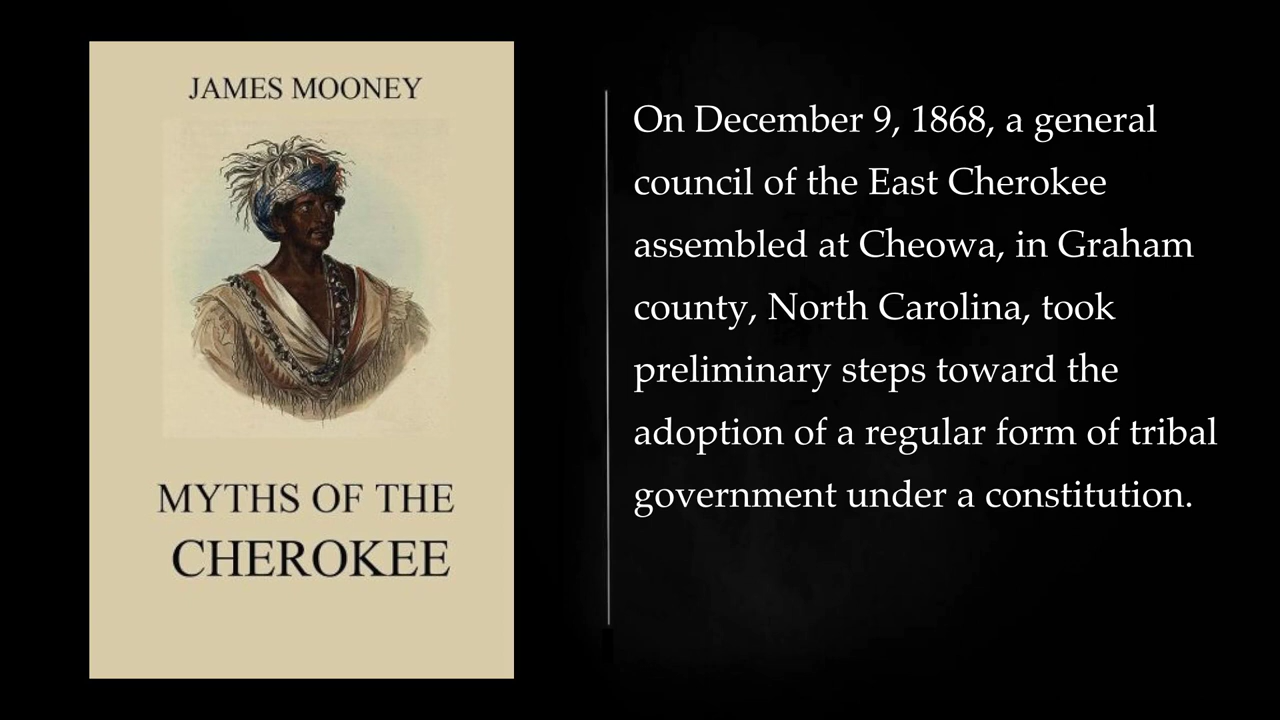 JAMES MOONEY
MYTHS OF THE
CHEROKEE
On December 9, 1868, a general
council of the East Cherokee
assembled at Cheowa, in Graham
county, North Carolina, took
preliminary steps toward the
adoption of a regular form of tribal
government under a constitution.